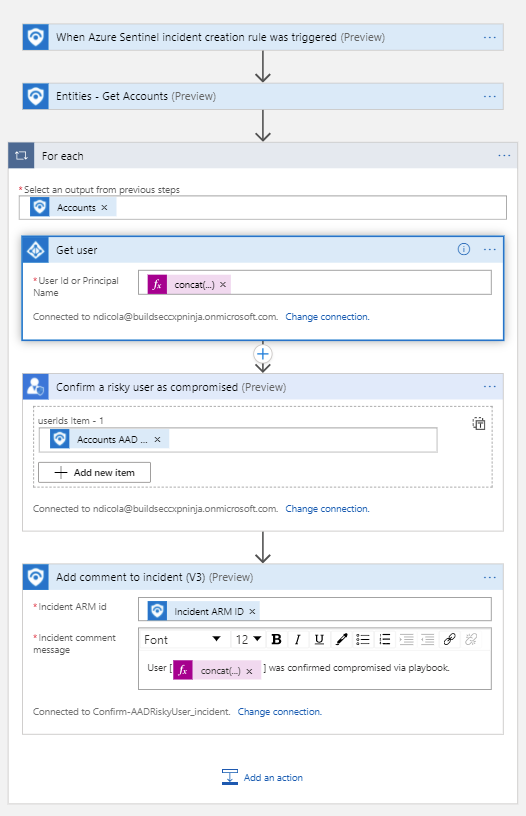 When Azure Sentinel incident creation rule was triggered (Preview)
Entities - Get Accounts (Preview)
For each
*Select an output from previous steps
Accounts ×
Get user
*User Id or Principal
Name
fx concat(...) ×
Connected to ndicola@buildseccxpninja.onmicrosoft.com. Change connection.
Confirm a risky user as compromised (Preview)
userIds Item - 1
Accounts AAD ... ×
Add new item
Connected to ndicola@buildseccxpninja.onmicrosoft.com. Change connection.
Add comment to incident (V3) (Preview)
*Incident ARM id
Incident ARM ID ×
*Incident comment
message
Font 12 B I U
User [ fx concat(...) × ] was confirmed compromised via playbook.
Connected to Confirm-AADRiskyUser_incident. Change connection.
Add an action